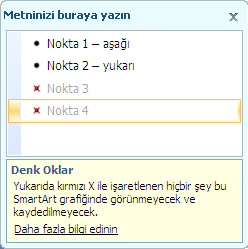 Metninizi buraya yazın
Nokta 1 – aşağı
Nokta 2 – yukarı
Nokta 3
Nokta 4
Denk Oklar
Yukarıda kırmızı X ile işaretlenen hiçbir şey bu
SmartArt grafiğinde görünmeyecek ve
kaydedilmeyecek.
Daha fazla bilgi edinin